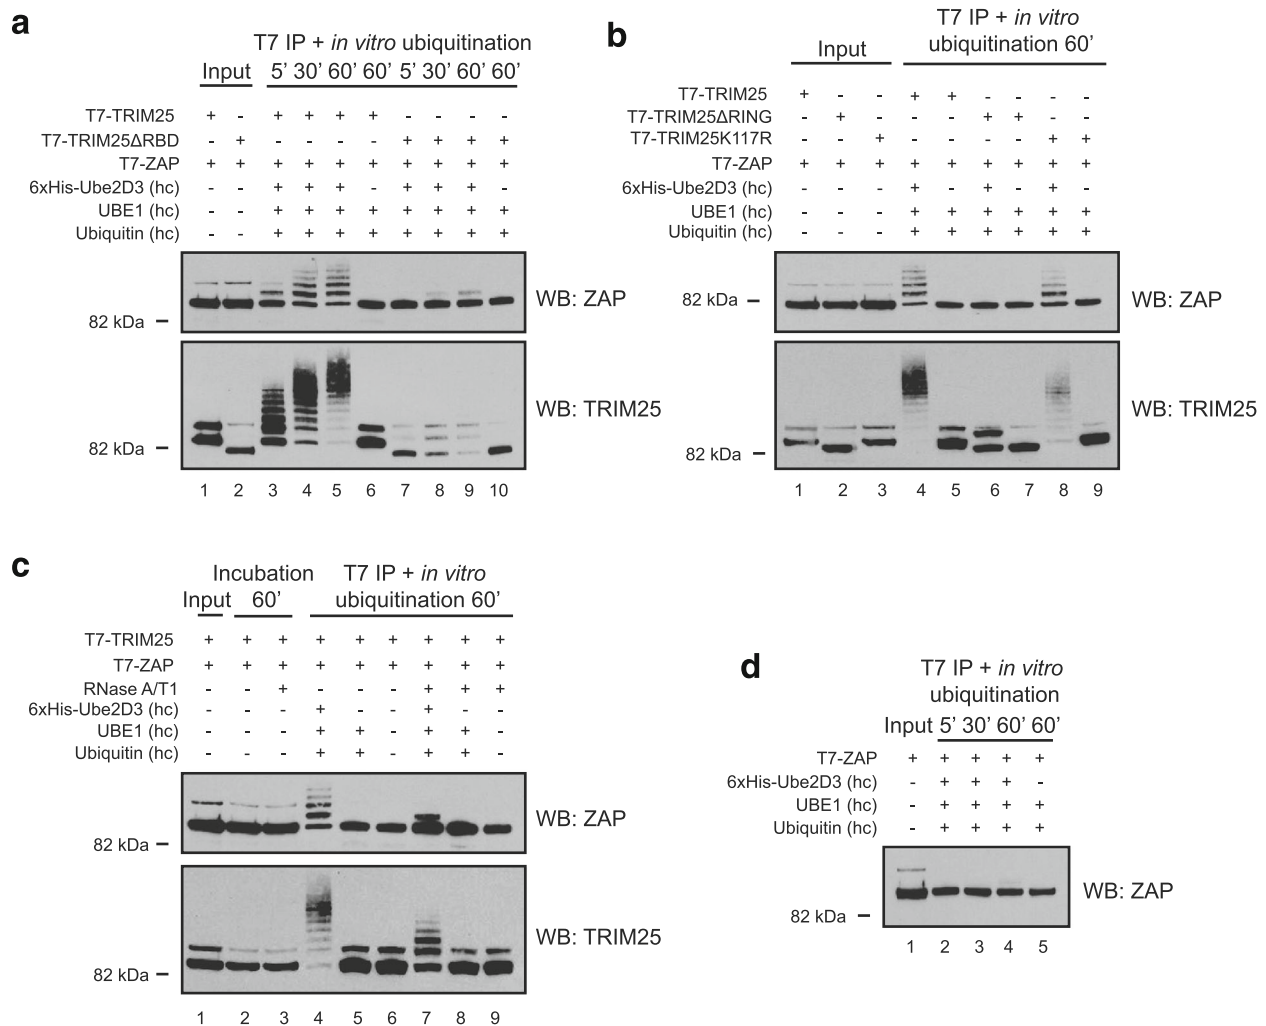 a
T7 IP + in vitro ubiquitination
Input 5’ 30’ 60’ 60’ 5’ 30’ 60’ 60’
T7-TRIM25 + - + + + + - - - -
T7-TRIM25ΔRBD - + - - - - + + + +
T7-ZAP + + + + + + + + + +
6xHis-Ube2D3 (hc) - - + + + - + + + -
UBE1 (hc) - - + + + + + + + +
Ubiquitin (hc) - - + + + + + + + +
WB: ZAP
82 kDa
WB: TRIM25
82 kDa
1 2 3 4 5 6 7 8 9 10
b
T7 IP + in vitro
ubiquitination 60’
Input
T7-TRIM25 + - - + + - - - -
T7-TRIM25ΔRING - + - - - + + - -
T7-TRIM25K117R - - + - - - - + +
T7-ZAP + + + + + + + + +
6xHis-Ube2D3 (hc) - - - + - + - + -
UBE1 (hc) - - - + + + + + +
Ubiquitin (hc) - - - + + + + + +
82 kDa
WB: ZAP
WB: TRIM25
82 kDa
1 2 3 4 5 6 7 8 9
c
Incubation T7 IP + in vitro
Input 60’ ubiquitination 60’
T7-TRIM25 + + + + + + + + +
T7-ZAP + + + + + + + + +
RNase A/T1 - - + - - - + + +
6xHis-Ube2D3 (hc) - - - + - - + - -
UBE1 (hc) - - - + + - + + -
Ubiquitin (hc) - - - + + - + + -
WB: ZAP
82 kDa
WB: TRIM25
82 kDa
1 2 3 4 5 6 7 8 9
d
T7 IP + in vitro
ubiquitination
Input 5’ 30’ 60’ 60’
T7-ZAP + + + + +
6xHis-Ube2D3 (hc) - + + + -
UBE1 (hc) - + + + +
Ubiquitin (hc) - + + + +
WB: ZAP
82 kDa
1 2 3 4 5